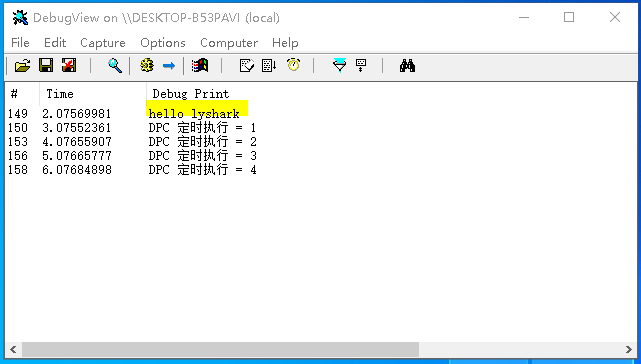 DebugView on \\DESKTOP-B53PAVI (local)
File Edit Capture Options Computer Help
# Time Debug Print
149 2.07569981 hello lyshark
150 3.07552361 DPC 定时执行 = 1
153 4.07655907 DPC 定时执行 = 2
156 5.07665777 DPC 定时执行 = 3
158 6.07684898 DPC 定时执行 = 4